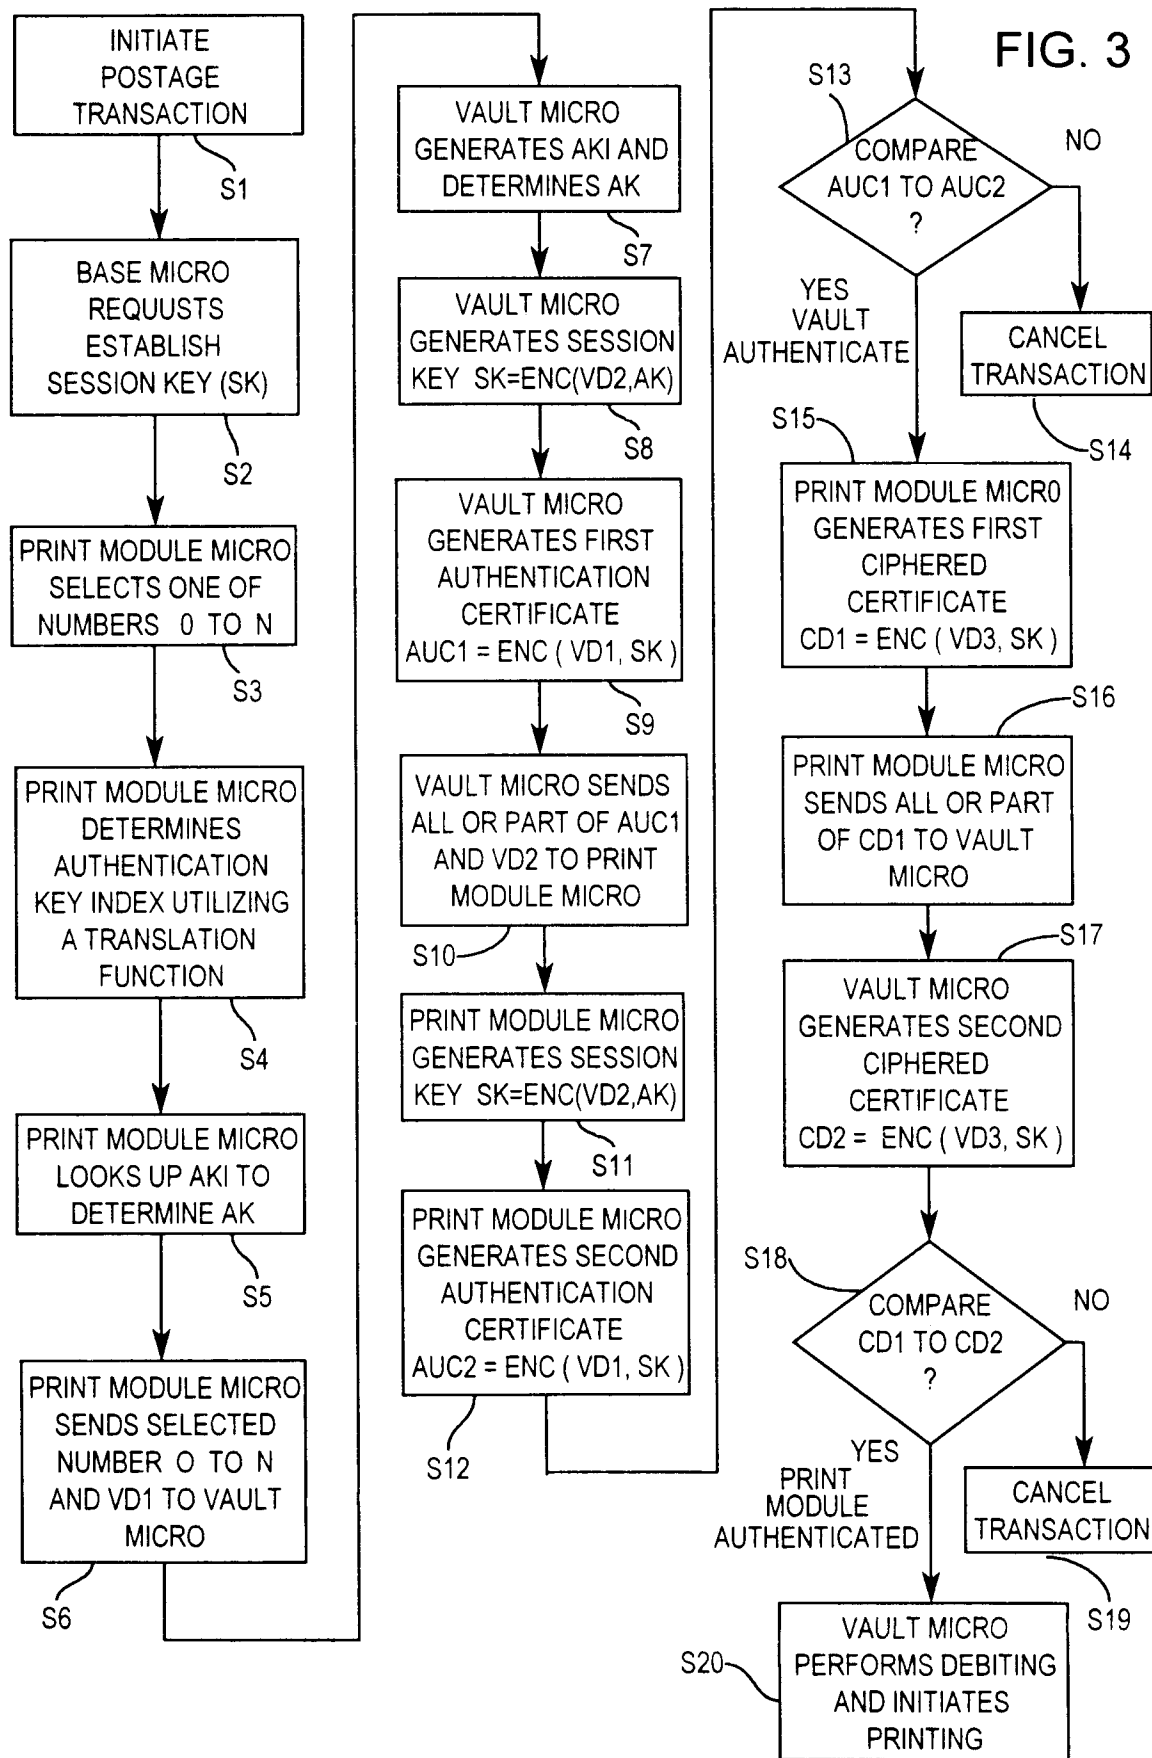 FIG. 3
INITIATE
POSTAGE
TRANSACTION
S1
BASE MICRO
REQUUSTS
ESTABLISH
SESSION KEY (SK)
S2
PRINT MODULE MICRO
SELECTS ONE OF
NUMBERS 0 TO N
S3
PRINT MODULE MICRO
DETERMINES
AUTHENTICATION
KEY INDEX UTILIZING
A TRANSLATION
FUNCTION
S4
PRINT MODULE MICRO
LOOKS UP AKI TO
DETERMINE AK
S5
PRINT MODULE MICRO
SENDS SELECTED
NUMBER O TO N
AND VD1 TO VAULT
MICRO
S6
VAULT MICRO
GENERATES AKI AND
DETERMINES AK
S7
VAULT MICRO
GENERATES SESSION
KEY SK=ENC(VD2,AK)
S8
VAULT MICRO
GENERATES FIRST
AUTHENTICATION
CERTIFICATE
AUC1 = ENC ( VD1, SK )
S9
VAULT MICRO SENDS
ALL OR PART OF AUC1
AND VD2 TO PRINT
MODULE MICRO
S10
PRINT MODULE MICRO
GENERATES SESSION
KEY SK=ENC(VD2,AK)
S11
PRINT MODULE MICRO
GENERATES SECOND
AUTHENTICATION
CERTIFICATE
AUC2 = ENC ( VD1, SK )
S12
S13
COMPARE
AUC1 TO AUC2
?
NO
YES
VAULT
AUTHENTICATE
CANCEL
TRANSACTION
S14
S15
PRINT MODULE MICR0
GENERATES FIRST
CIPHERED
CERTIFICATE
CD1 = ENC ( VD3, SK )
S16
PRINT MODULE MICRO
SENDS ALL OR PART
OF CD1 TO VAULT
MICRO
S17
VAULT MICRO
GENERATES SECOND
CIPHERED
CERTIFICATE
CD2 = ENC ( VD3, SK )
S18
COMPARE
CD1 TO CD2
?
NO
YES
PRINT
MODULE
AUTHENTICATED
CANCEL
TRANSACTION
S19
S20
VAULT MICRO
PERFORMS DEBITING
AND INITIATES
PRINTING